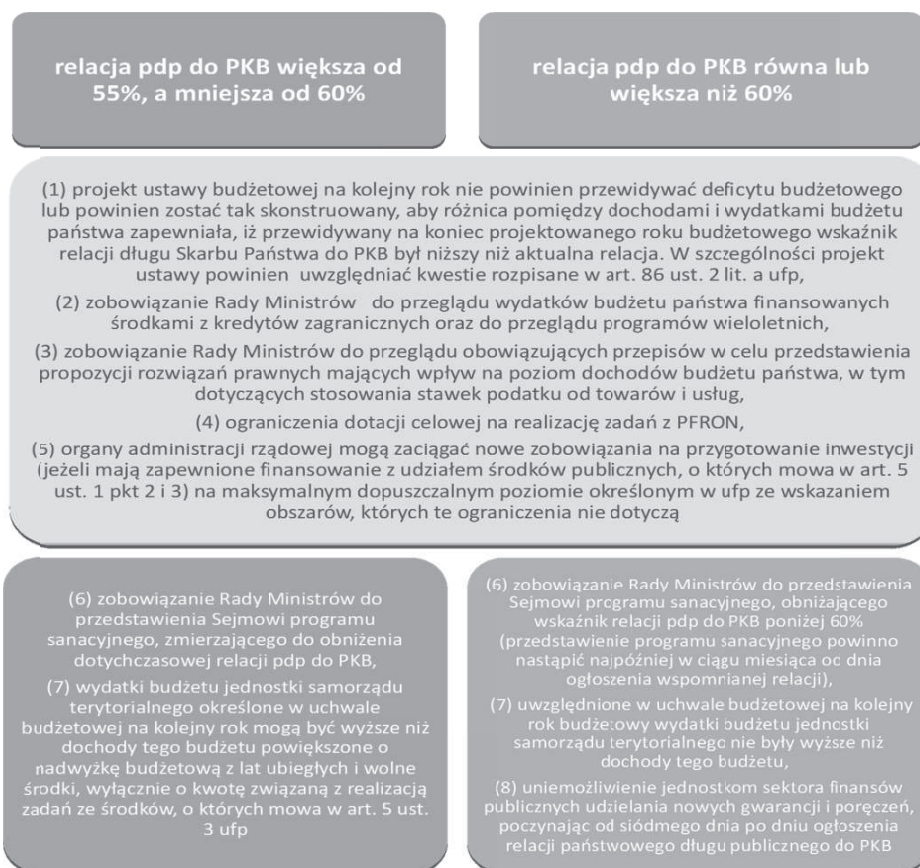 relacja pdp do PKB większa od
55%, a mniejsza od 60%
relacja pdp do PKB równa lub
większa niż 60%
(1) projekt ustawy budżetowej na kolejny rok nie powinien przewidywać deficytu budżetowego
lub powinien zostać tak skonstruowany, aby różnica pomiędzy dochodami i wydatkami budżetu
państwa zapewniała, iż przewidywany na koniec projektowanego roku budżetowego wskaźnik
relacji długu Skarbu Państwa do PKB był niższy niż aktualna relacja. W szczególności projekt
ustawy powinien uwzględniać kwestie rozpisane w art. 86 ust. 2 lit. a ufp,
(2) zobowiązanie Rady Ministrów do przeglądu wydatków budżetu państwa finansowanych
środkami z kredytów zagranicznych oraz do przeglądu programów wieloletnich,
(3) zobowiązanie Rady Ministrów do przeglądu obowiązujących przepisów w celu przedstawienia
propozycji rozwiązań prawnych mających wpływ na poziom dochodów budżetu państwa, w tym
dotyczących stosowania stawek podatku od towarów i usług,
(4) ograniczenia dotacji celowej na realizację zadań z PFRON,
(5) organy administracji rządowej mogą zaciągać nowe zobowiązania na przygotowanie inwestycji
(jeżeli mają zapewnione finansowanie z udziałem środków publicznych, o których mowa w art. 5
ust. 1 pkt 2 i 3) na maksymalnym dopuszczalnym poziomie określonym w ufp ze wskazaniem
obszarów, których te ograniczenia nie dotyczą
(6) zobowiązanie Rady Ministrów do
przedstawienia Sejmowi programu
sanacyjnego, zmierzającego do obniżenia
dotychczasowej relacji pdp do PKB,
(7) wydatki budżetu jednostki samorządu
terytorialnego określone w uchwale
budżetowej na kolejny rok mogą być wyższe niż
dochody tego budżetu powiększone o
nadwyżkę budżetową z lat ubiegłych i wolne
środki, wyłącznie o kwotę związaną z realizacją
zadań ze środków, o których mowa w art. 5 ust.
3 ufp
(6) zobowiązanie Rady Ministrów do przedstawienia
Sejmowi programu sanacyjnego, obniżającego
wskaźnik relacji pdp do PKB poniżej 60%
(przedstawienie programu sanacyjnego powinno
nastąpić najpóźniej w ciągu miesiąca od dnia
ogłoszenia wspomnianej relacji),
(7) uwzględnione w uchwale budżetowej na kolejny
rok budżetowy wydatki budżetu jednostki
samorządu terytorialnego nie były wyższe niż
dochody tego budżetu,
(8) uniemożliwienie jednostkom sektora finansów
publicznych udzielania nowych gwarancji i poręczeń,
poczynając od siódmego dnia po dniu ogłoszenia
relacji państwowego długu publicznego do PKB